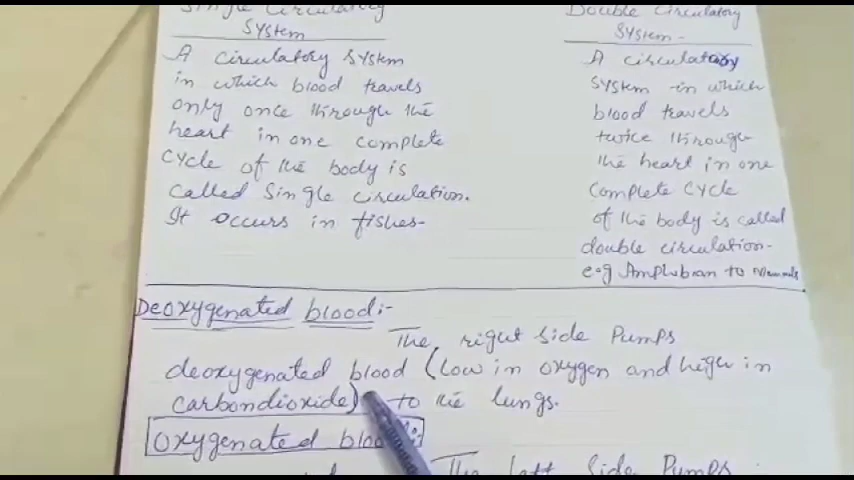 Single Circulatory
System
A circulatory system
in which blood travels
only once through the
heart in one complete
cycle of the body is
called Single circulation.
It occurs in fishes-
Double Circulatory
System-
A circulatory
system in which
blood travels
twice through
the heart in one
complete cycle
of the body is called
double circulation-
e.g Amphibian to Mammals
Deoxygenated blood:-
The right side Pumps
deoxygenated blood (low in oxygen and high in
carbondioxide) to the lungs.
Oxygenated blood:
The left side Pumps